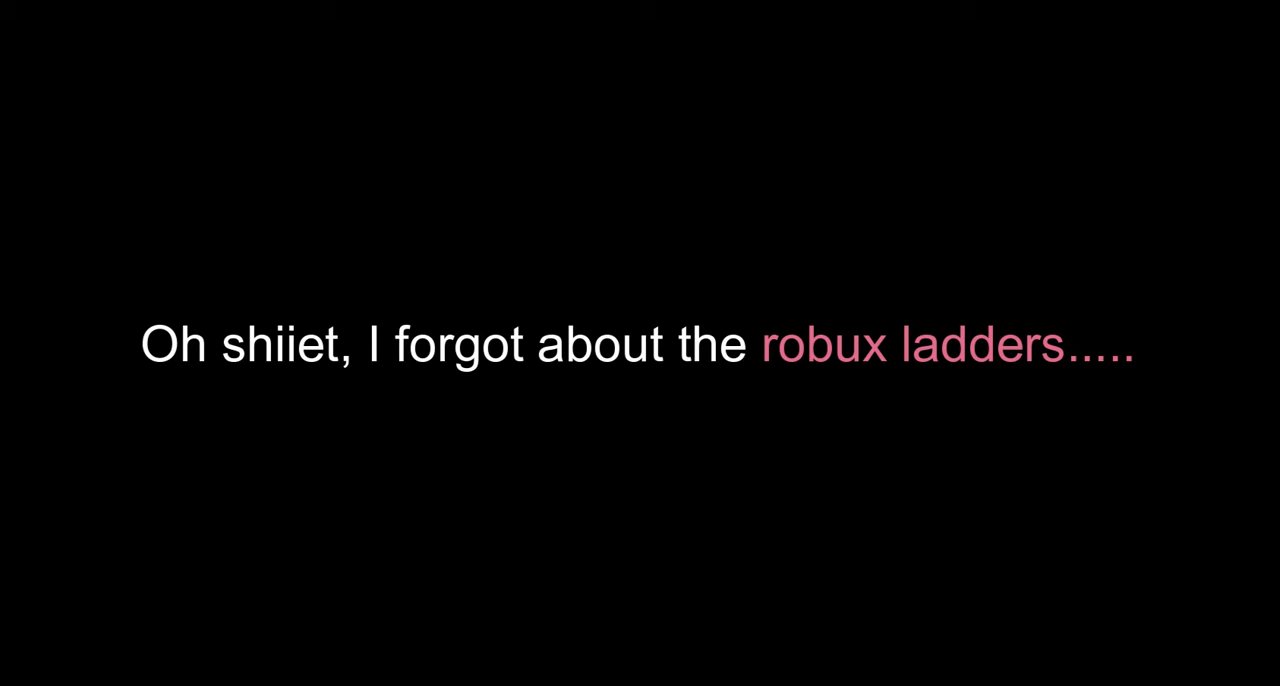 Oh shiiet, I forgot about the robux ladders.....